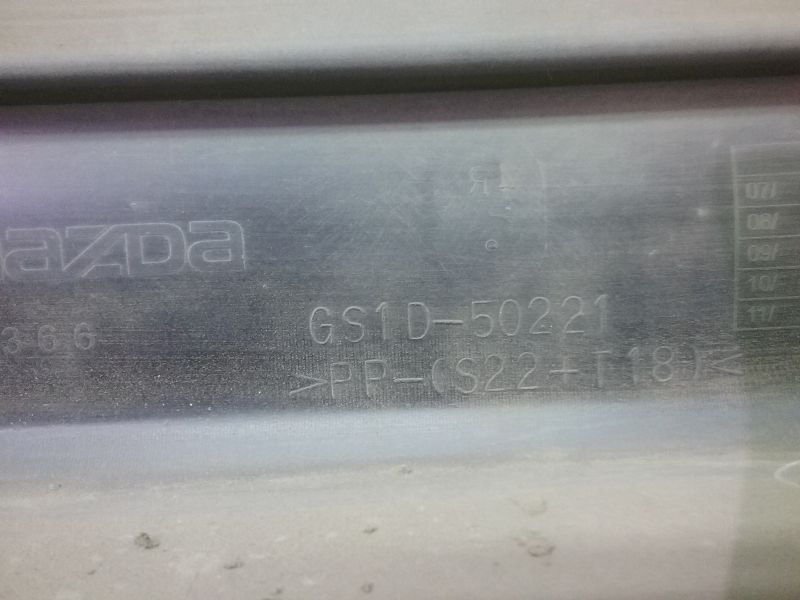 mazda
GS1D-50221
>PP-(S22+T18)<
366
07/
08/
09/
10/
11/